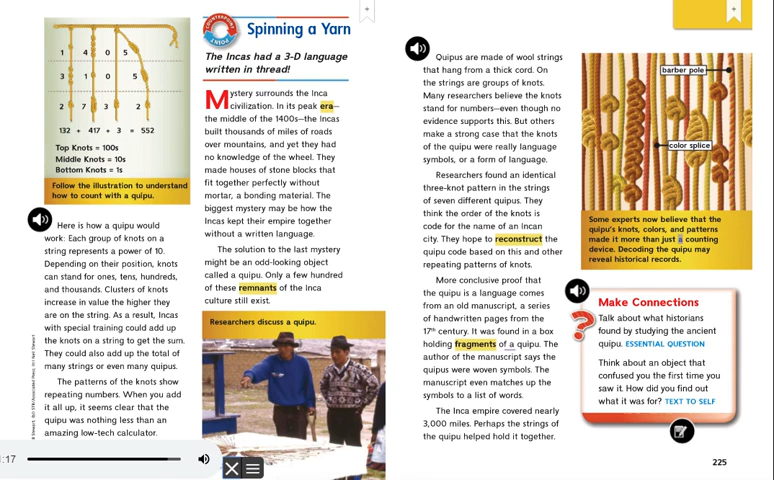 1 4 0 5
3 1 0 5
2 7 3 2
132 + 417 + 3 = 552
Top Knots = 100s
Middle Knots = 10s
Bottom Knots = 1s
Follow the illustration to understand
how to count with a quipu.
Here is how a quipu would
work: Each group of knots on a
string represents a power of 10.
Depending on their position, knots
can stand for ones, tens, hundreds,
and thousands. Clusters of knots
increase in value the higher they
are on the string. As a result, Incas
with special training could add up
the knots on a string to get the sum.
They could also add up the total of
many strings or even many quipus.
The patterns of the knots show
repeating numbers. When you add
it all up, it seems clear that the
quipu was nothing less than an
amazing low-tech calculator.
:17
COUNTERPOINT
POINT
Spinning a Yarn
The Incas had a 3-D language
written in thread!
Mystery surrounds the Inca
civilization. In its peak era—
the middle of the 1400s—the Incas
built thousands of miles of roads
over mountains, and yet they had
no knowledge of the wheel. They
made houses of stone blocks that
fit together perfectly without
mortar, a bonding material. The
biggest mystery may be how the
Incas kept their empire together
without a written language.
The solution to the last mystery
might be an odd-looking object
called a quipu. Only a few hundred
of these remnants of the Inca
culture still exist.
Researchers discuss a quipu.
Quipus are made of wool strings
that hang from a thick cord. On
the strings are groups of knots.
Many researchers believe the knots
stand for numbers—even though no
evidence supports this. But others
make a strong case that the knots
of the quipu were really language
symbols, or a form of language.
Researchers found an identical
three-knot pattern in the strings
of seven different quipus. They
think the order of the knots is
code for the name of an Incan
city. They hope to reconstruct the
quipu code based on this and other
repeating patterns of knots.
More conclusive proof that
the quipu is a language comes
from an old manuscript, a series
of handwritten pages from the
17th century. It was found in a box
holding fragments of a quipu. The
author of the manuscript says the
quipus were woven symbols. The
manuscript even matches up the
symbols to a list of words.
The Inca empire covered nearly
3,000 miles. Perhaps the strings of
the quipu helped hold it together.
barber pole
color splice
Some experts now believe that the
quipu's knots, colors, and patterns
made it more than just a counting
device. Decoding the quipu may
reveal historical records.
Make Connections
Talk about what historians
found by studying the ancient
quipu. ESSENTIAL QUESTION
Think about an object that
confused you the first time you
saw it. How did you find out
what it was for? TEXT TO SELF
225